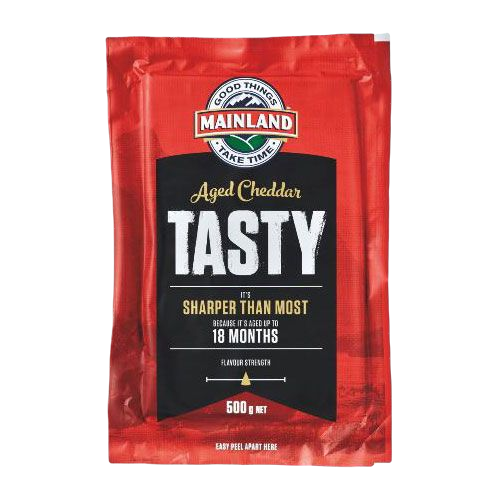 GOOD THINGS
MAINLAND
TAKE TIME
Aged Cheddar
TASTY
IT'S
SHARPER THAN MOST
BECAUSE IT'S AGED UP TO
18 MONTHS
FLAVOUR STRENGTH
500g NET
EASY PEEL APART HERE